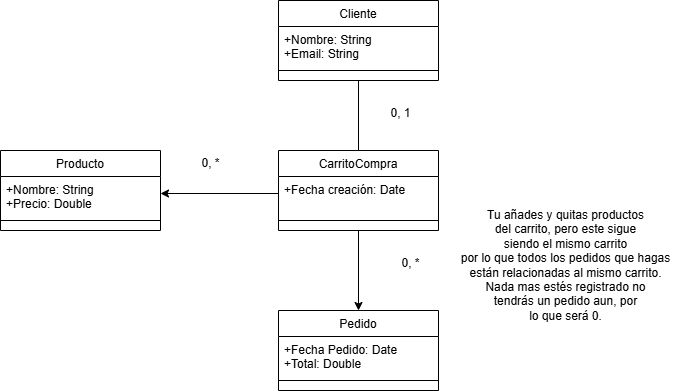 Cliente
+Nombre: String
+Email: String
0, 1
Producto
+Nombre: String
+Precio: Double
0, *
CarritoCompra
+Fecha creación: Date
0, *
Tu añades y quitas productos
del carrito, pero este sigue
siendo el mismo carrito
por lo que todos los pedidos que hagas
están relacionadas al mismo carrito.
Nada mas estés registrado no
tendrás un pedido aun, por
lo que será 0.
Pedido
+Fecha Pedido: Date
+Total: Double